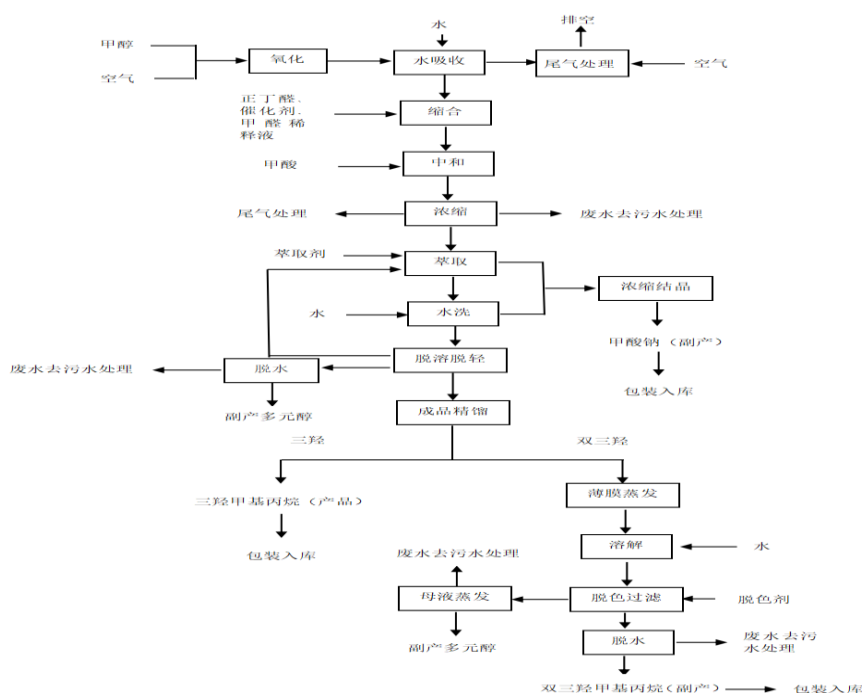 水
排空
甲醇
氧化
水吸收
尾气处理
空气
空气
正丁醛、
催化剂、
甲醛稀
释液
缩合
甲酸
中和
尾气处理
浓缩
废水去污水处理
萃取剂
萃取
浓缩结晶
水
水洗
甲酸钠（副产）
脱溶脱轻
废水去污水处理
脱水
包装入库
副产多元醇
成品精馏
三羟
双三羟
三羟甲基丙烷（产品）
薄膜蒸发
包装入库
溶解
水
废水去污水处理
母液蒸发
脱色过滤
脱色剂
脱水
废水去污
水处理
副产多元醇
双三羟甲基丙烷（副产）
包装入库